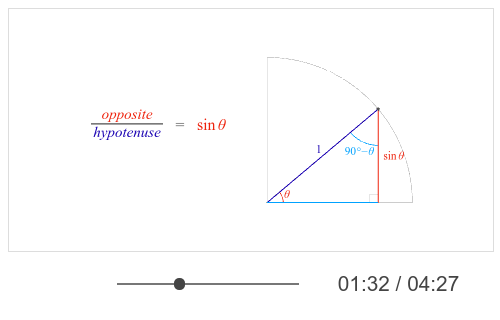 opposite
hypotenuse
= sin θ
1
90°−θ
sin θ
θ
01:32 / 04:27